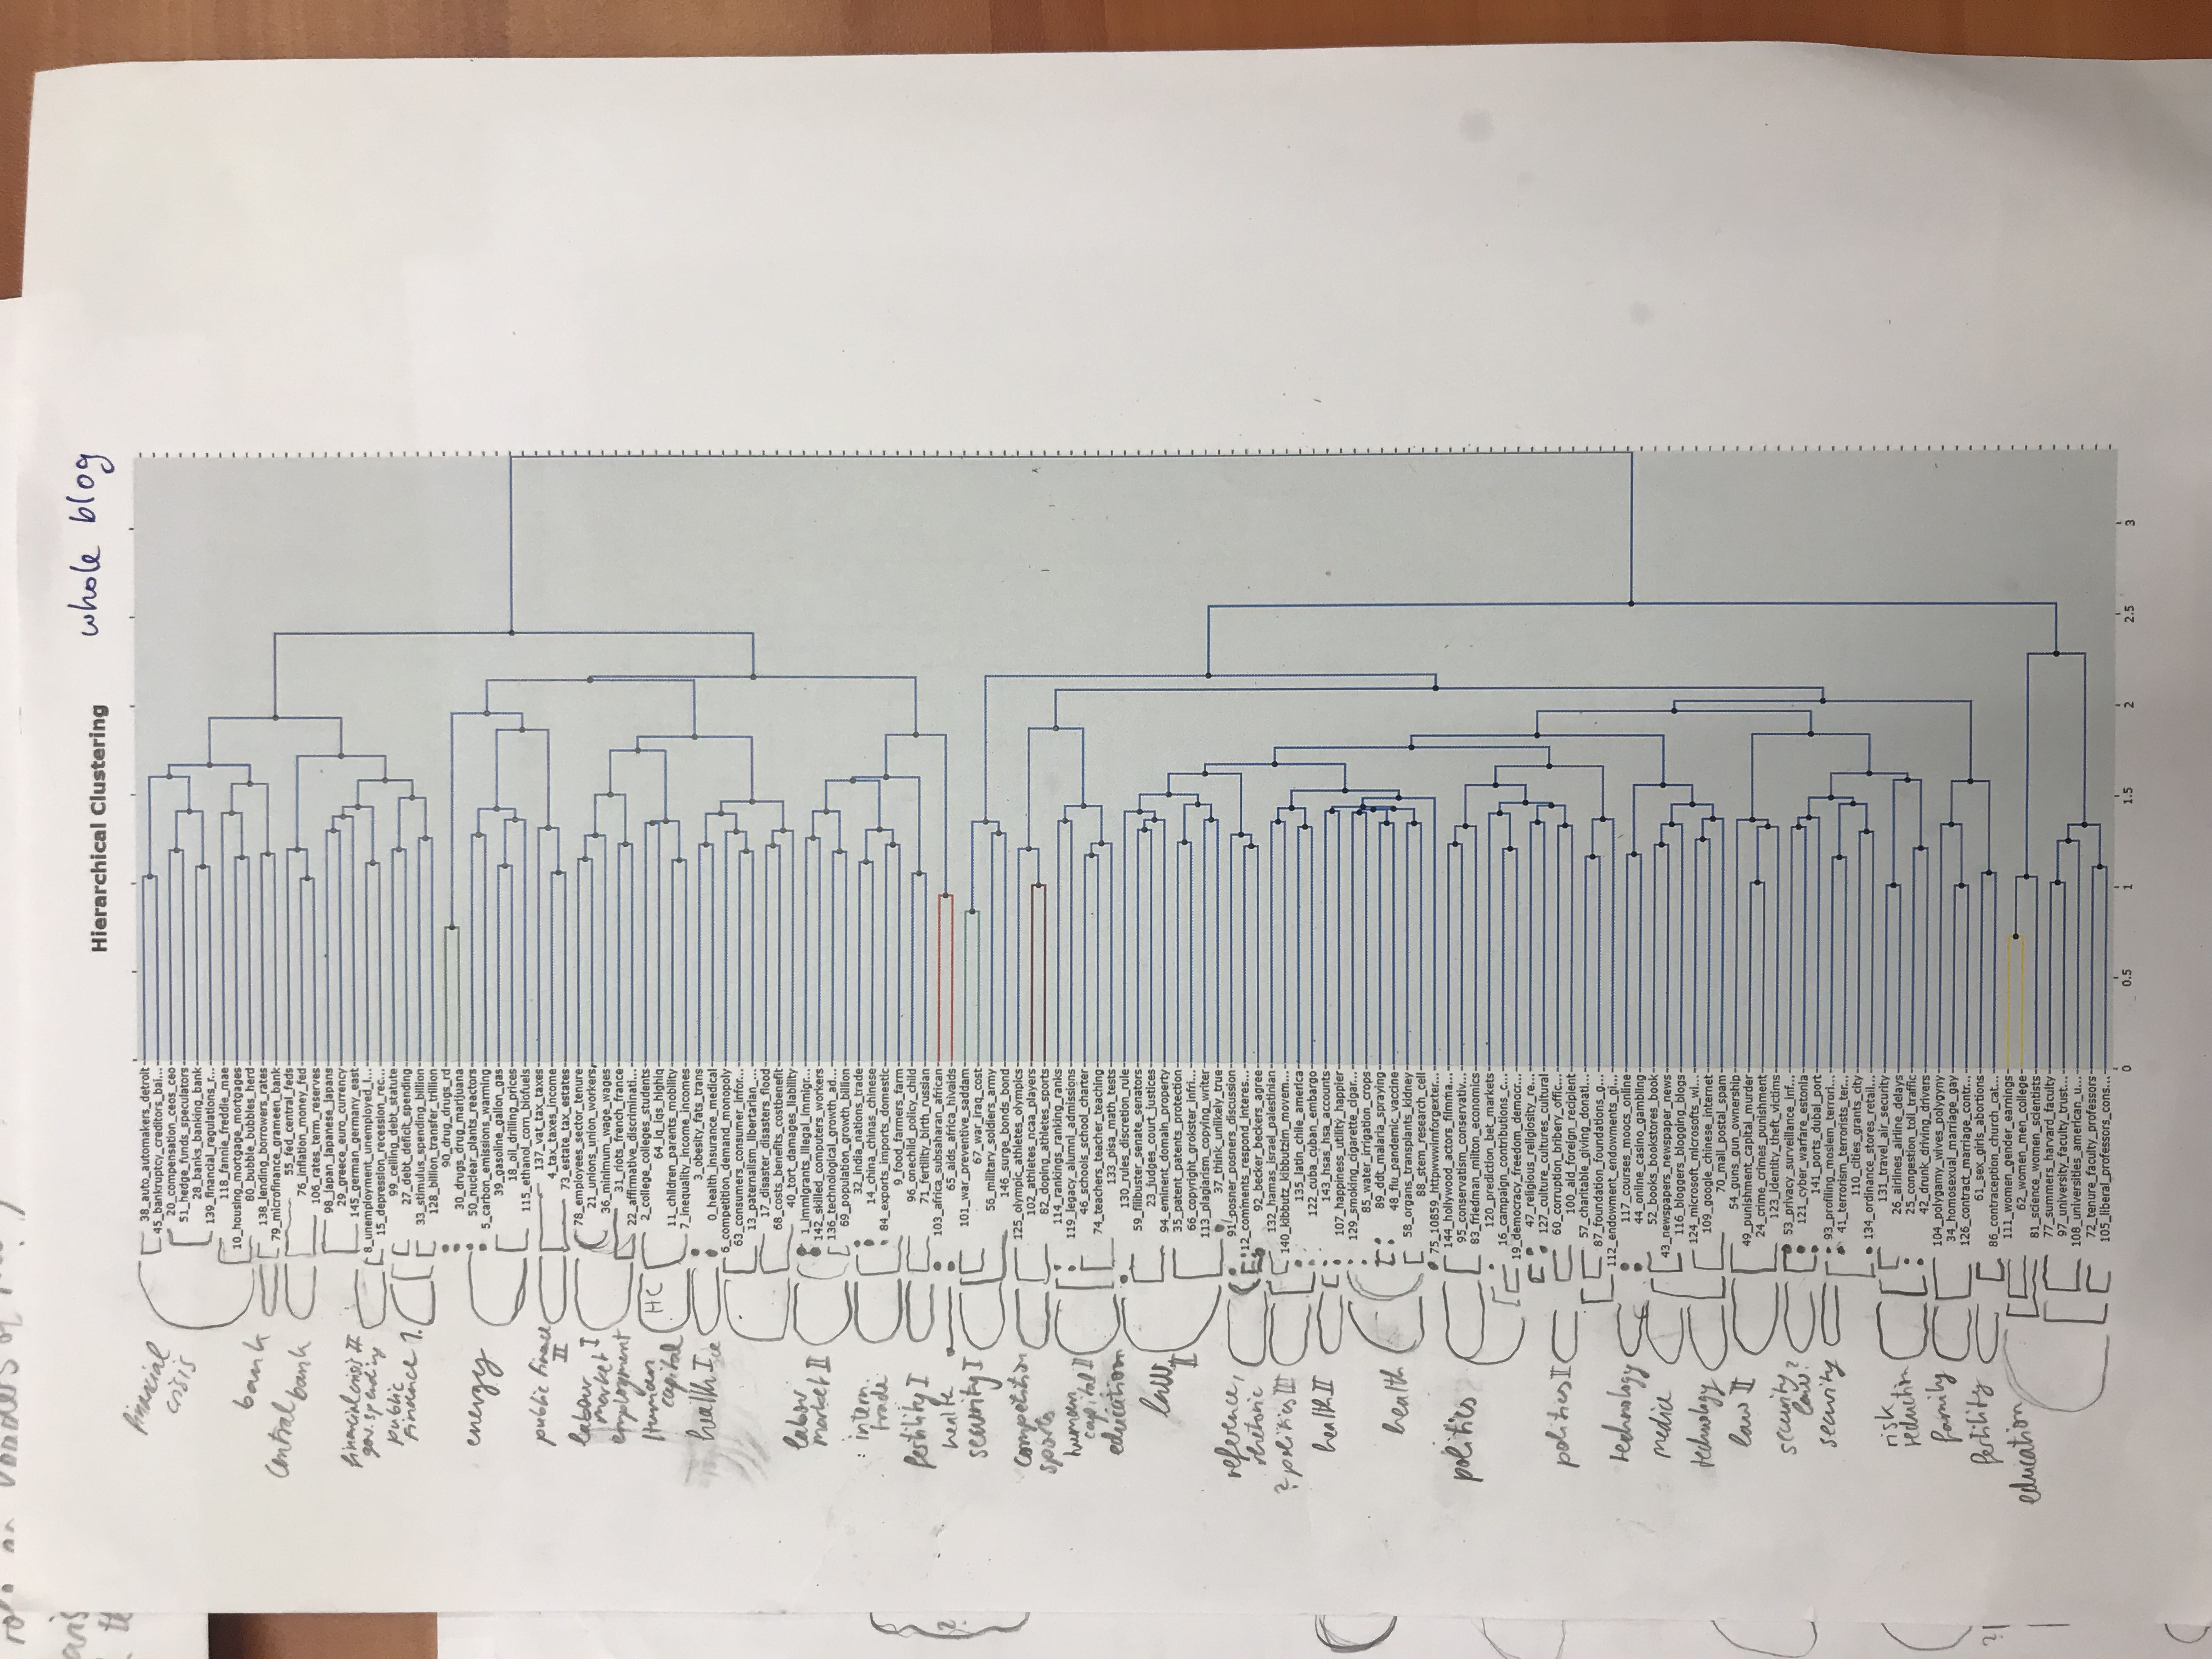 whole blog
Hierarchical Clustering
financial
crisis
38_auto_automakers_detroit
45_bankruptcy_creditors_bai...
20_compensation_ceos_ceo
51_hedge_funds_speculators
28_banks_banking_bank
139_financial_regulations_r...
118_fannie_freddie_mae
10_housing_mortgage_mortgages
80_bubble_bubbles_herd
bank
138_lending_borrowers_rates
79_microfinance_grameen_bank
Central bank
55_fed_central_feds
76_inflation_money_fed
106_rates_term_reserves
98_japan_japanese_japans
29_greece_euro_currency
145_german_germany_east
financial crisis II
gov. spending
8_unemployment_unemployed_i...
15_depression_recession_rec...
public
finance 1.
99_ceiling_debt_statute
27_debt_deficit_spending
33_stimulus_spending_billion
128_billion_transfer_trillion
90_drug_drugs_rd
30_drugs_drug_marijuana
energy
50_nuclear_plants_reactors
5_carbon_emissions_warming
39_gasoline_gallon_gas
18_oil_drilling_prices
115_ethanol_corn_biofuels
public finance
II
137_vat_tax_taxes
4_tax_taxes_income
73_estate_tax_estates
labour I
market
employment
78_employees_sector_tenure
21_unions_union_workers
36_minimum_wage_wages
31_riots_french_france
22_affirmative_discriminati...
Human
capital
HC
2_college_colleges_students
64_iq_iqs_highiq
11_children_parents_mobility
7_inequality_income_incomes
health I
3_obesity_fats_trans
0_health_insurance_medical
6_competition_demand_monopoly
63_consumers_consumer_infor...
13_paternalism_libertarian_...
17_disaster_disasters_flood
68_costs_benefits_costbenefit
40_tort_damages_liability
labor
market II
1_immigrants_illegal_immigr...
142_skilled_computers_workers
136_technological_growth_ad...
69_population_growth_billion
intern.
trade
32_india_nations_trade
14_china_chinas_chinese
84_exports_imports_domestic
9_food_farmers_farm
fertility I
96_onechild_policy_child
71_fertility_birth_russian
health
103_africa_subsaharan_african
65_aids_africa_hivaids
security I
101_war_preventive_saddam
67_war_iraq_cost
56_military_soldiers_army
146_surge_bonds_bond
competition
sports
125_olympic_athletes_olympics
102_athletes_ncaa_players
82_doping_athletes_sports
human
capital II
education
114_rankings_ranking_ranks
119_legacy_alumni_admissions
46_schools_school_charter
74_teachers_teacher_teaching
133_pisa_math_tests
law
II
130_rules_discretion_rule
59_filibuster_senate_senators
23_judges_court_justices
94_eminent_domain_property
35_patent_patents_protection
66_copyright_grokster_infri...
113_plagiarism_copying_writer
37_think_unlikely_true
reference,
rhetoric
91_posner_posners_discussion
12_comments_respond_interes...
92_becker_beckers_agree
? politics III
132_hamas_israel_palestinian
140_kibbutz_kibbutzim_movem...
135_latin_chile_america
122_cuba_cuban_embargo
health II
143_hsas_hsa_accounts
107_happiness_utility_happier
health
129_smoking_cigarette_cigar...
85_water_irrigation_crops
89_ddt_malaria_spraying
48_flu_pandemic_vaccine
58_organs_transplants_kidney
88_stem_research_cell
75_10859_httpwwwimforgexter...
politics
144_hollywood_actors_filmma...
95_conservatism_conservativ...
83_friedman_milton_economics
120_prediction_bet_markets
16_campaign_contributions_c...
19_democracy_freedom_democr...
47_religious_religiosity_re...
127_culture_cultures_cultural
politics I
60_corruption_bribery_offic...
100_aid_foreign_recipient
57_charitable_giving_donati...
87_foundation_foundations_g...
112_endowment_endowments_gi...
technology
117_courses_moocs_online
44_online_casino_gambling
media
52_books_bookstores_book
43_newspapers_newspaper_news
116_bloggers_blogging_blogs
technology
124_microsoft_microsofts_wi...
109_google_chinese_internet
70_mail_postal_spam
law II
54_guns_gun_ownership
49_punishment_capital_murder
24_crime_crimes_punishment
123_identity_theft_victims
security?
law?
53_privacy_surveillance_inf...
121_cyber_warfare_estonia
141_ports_dubai_port
security
93_profiling_moslem_terrori...
41_terrorism_terrorists_ter...
110_cities_grants_city
134_ordinance_stores_retail...
risk
reduction
131_travel_air_security
26_airlines_airline_delays
25_congestion_toll_traffic
42_drunk_driving_drivers
family
104_polygamy_wives_polygyny
34_homosexual_marriage_gay
126_contract_marriage_contr...
fertility
61_sex_girls_abortions
86_contraception_church_cat...
education
111_women_gender_earnings
62_women_men_college
81_science_women_scientists
77_summers_harvard_faculty
97_university_faculty_trust...
108_universities_american_u...
72_tenure_faculty_professors
105_liberal_professors_cons...
0 0.5 1 1.5 2 2.5 3